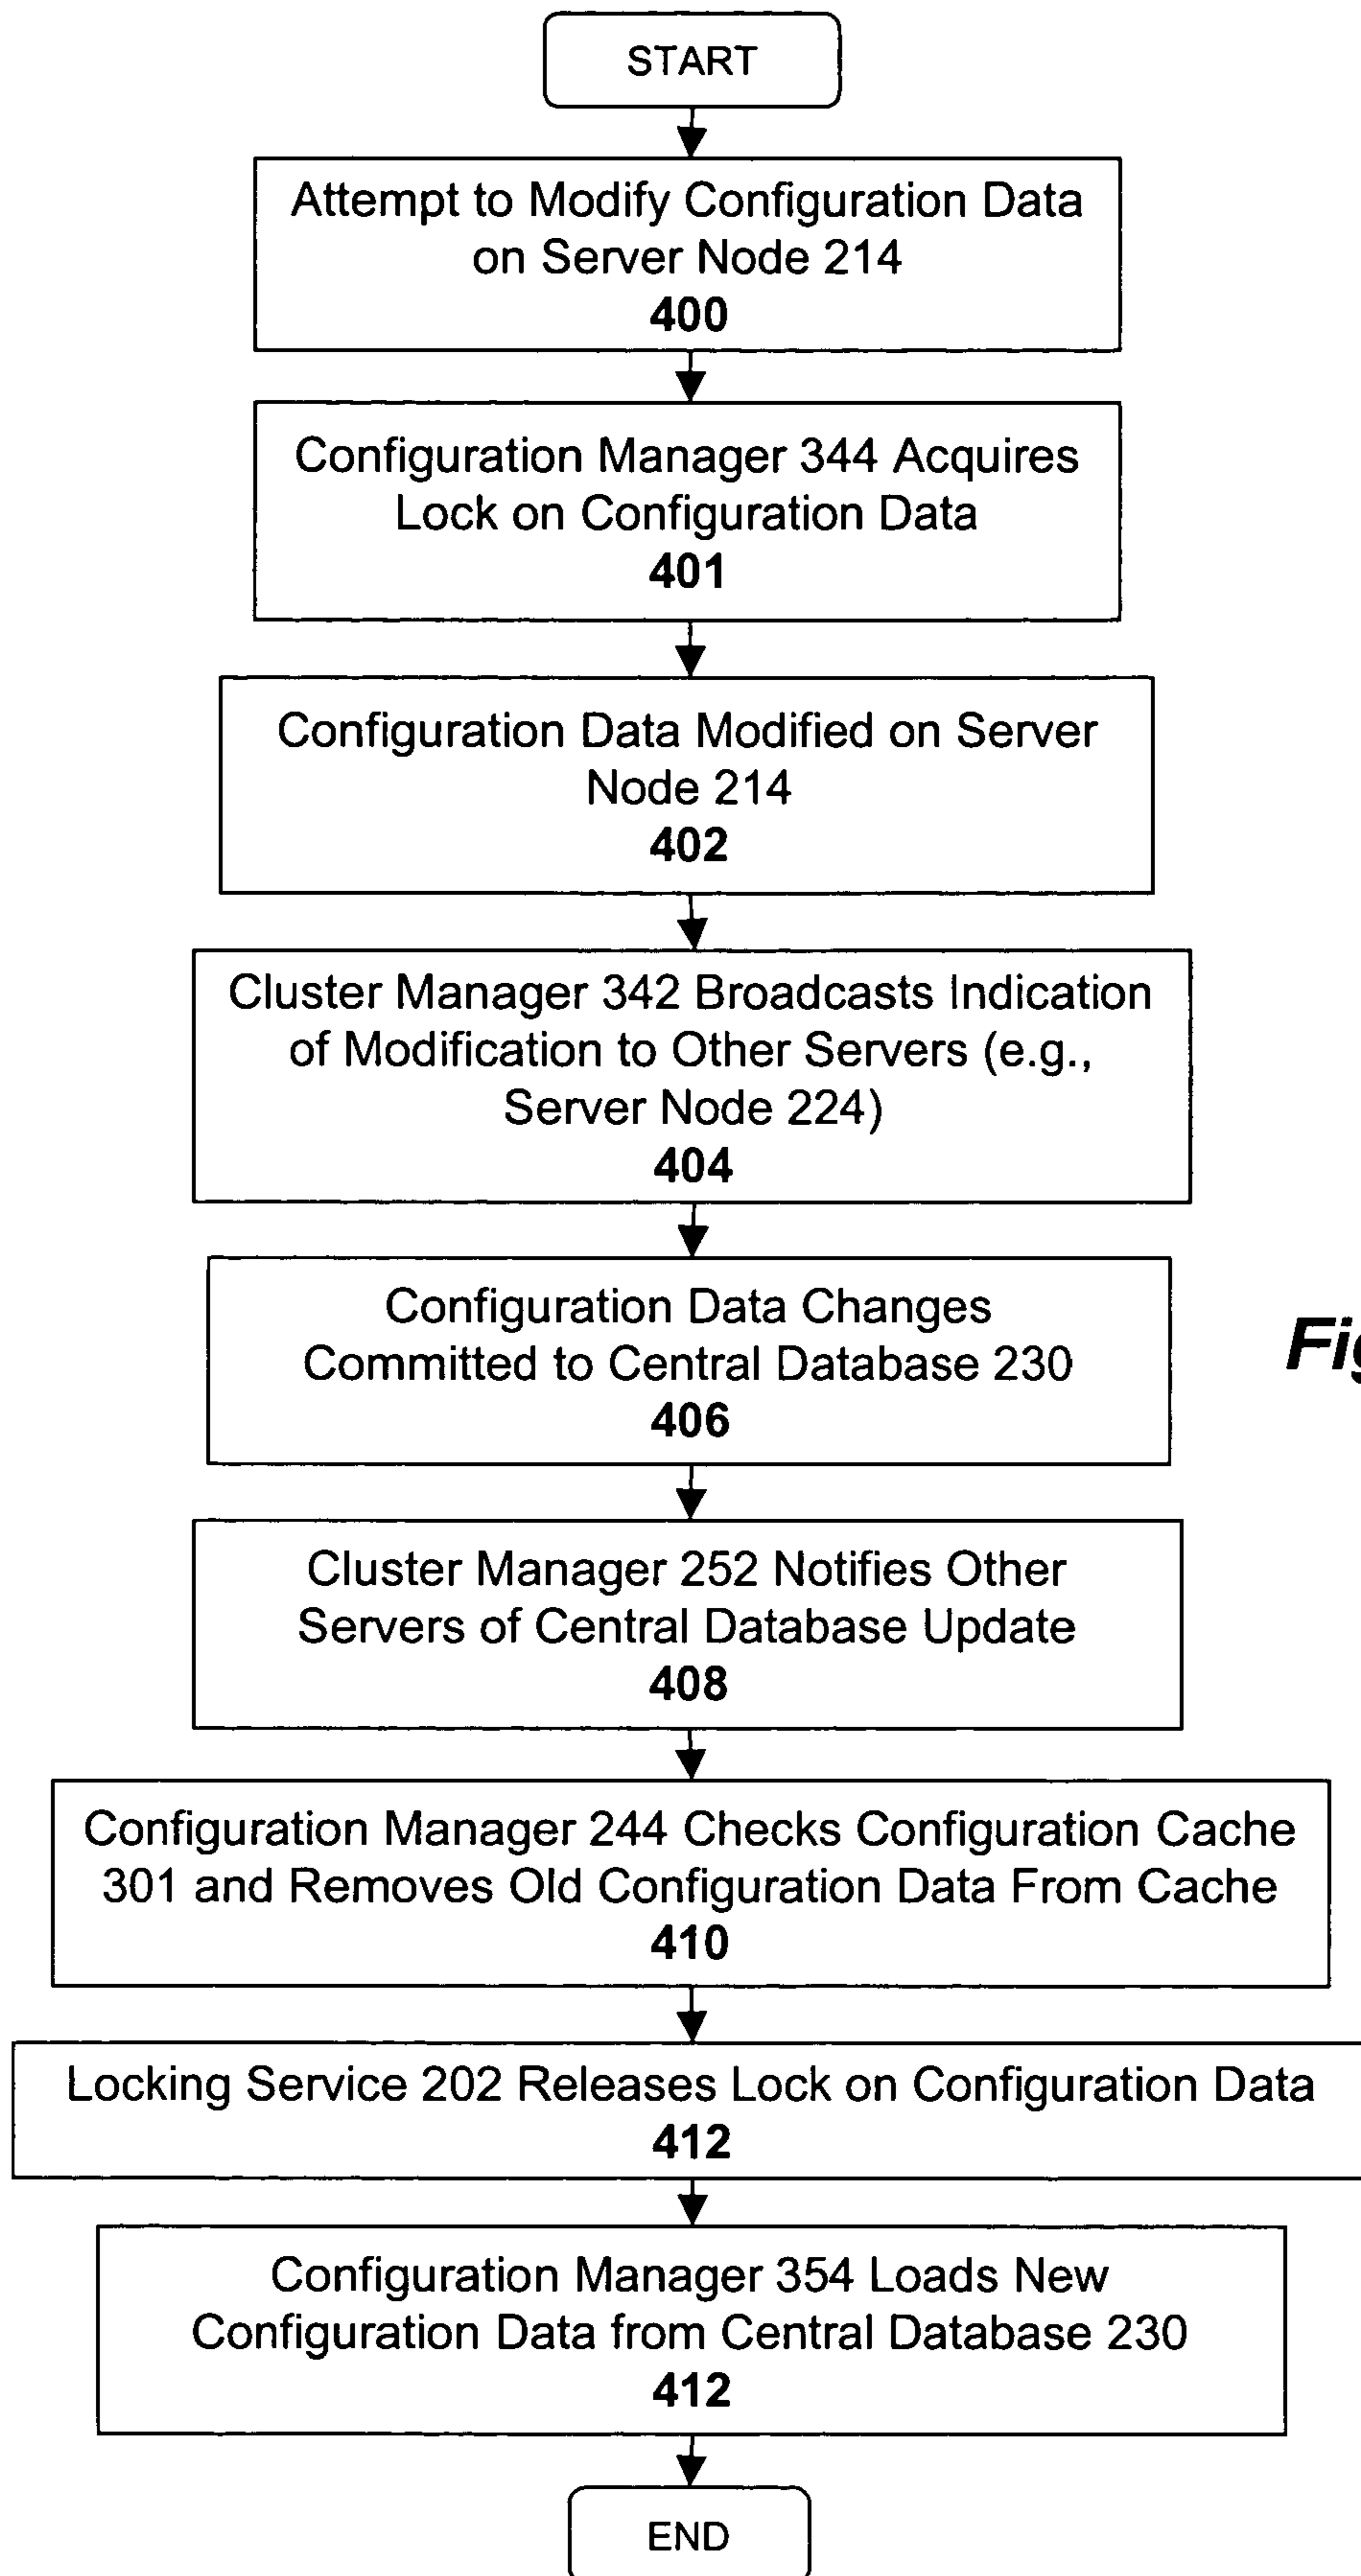 START
Attempt to Modify Configuration Data
on Server Node 214
400
Configuration Manager 344 Acquires
Lock on Configuration Data
401
Configuration Data Modified on Server
Node 214
402
Cluster Manager 342 Broadcasts Indication
of Modification to Other Servers (e.g.,
Server Node 224)
404
Configuration Data Changes
Committed to Central Database 230
406
Cluster Manager 252 Notifies Other
Servers of Central Database Update
408
Configuration Manager 244 Checks Configuration Cache
301 and Removes Old Configuration Data From Cache
410
Locking Service 202 Releases Lock on Configuration Data
412
Configuration Manager 354 Loads New
Configuration Data from Central Database 230
412
END